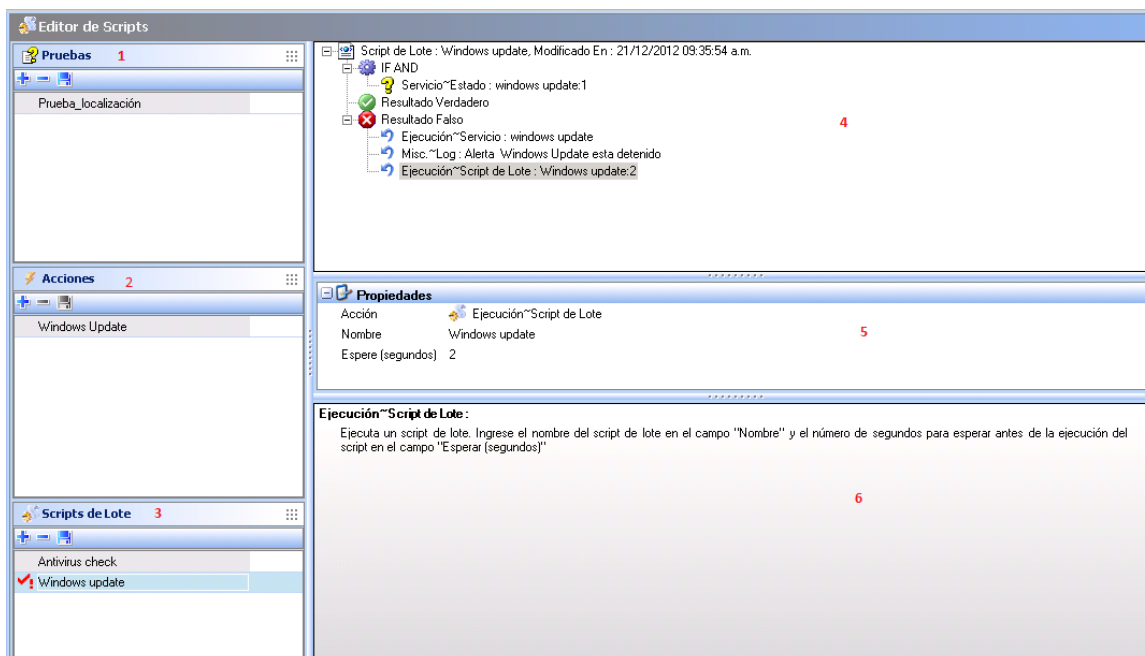 Editor de Scripts
Pruebas 1
Prueba_localización
Acciones 2
Windows Update
Scripts de Lote 3
Antivirus check
Windows update
Script de Lote : Windows update, Modificado En : 21/12/2012 09:35:54 a.m.
IF AND
Servicio~Estado : windows update:1
Resultado Verdadero
Resultado Falso
4
Ejecución~Servicio : windows update
Misc.~Log : Alerta Windows Update esta detenido
Ejecución~Script de Lote : Windows update:2
Propiedades
Acción Ejecución~Script de Lote
Nombre Windows update
5
Espere (segundos) 2
Ejecución~Script de Lote :
Ejecuta un script de lote. Ingrese el nombre del script de lote en el campo "Nombre" y el número de segundos para esperar antes de la ejecución del
script en el campo "Esperar (segundos)"
6